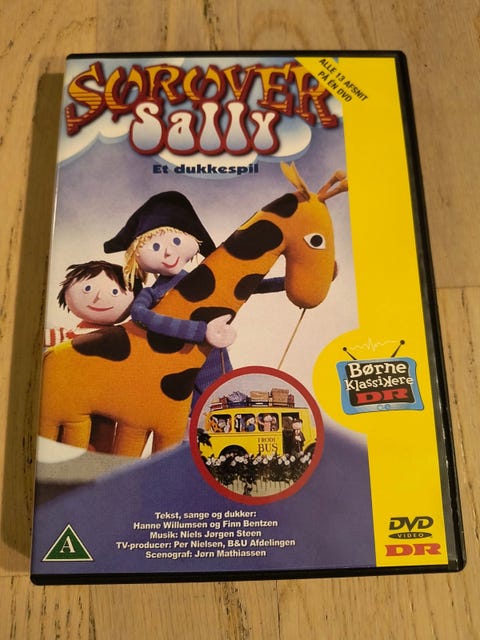 SØRØVER
Sally
Et dukkespil
ALLE 13 AFSNIT
PÅ ÉN DVD
Børne
Klassikere
DR
BUS
Tekst, sange og dukker:
Hanne Willumsen og Finn Bentzen
Musik: Niels Jørgen Steen
TV-producer: Per Nielsen, B&U Afdelingen
Scenograf: Jørn Mathiassen
A
DVD
VIDEO
DR